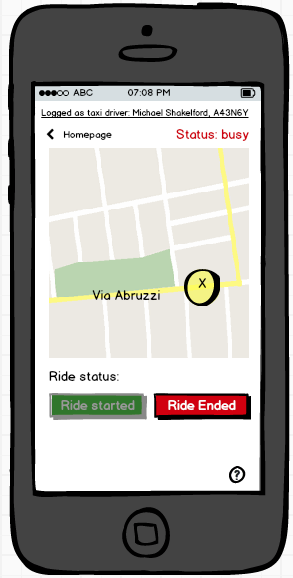 ABC 07:08 PM
Logged as taxi driver: Michael Shakelford, A43N6Y
Homepage Status: busy
X
Via Abruzzi
Ride status:
Ride started Ride Ended
?